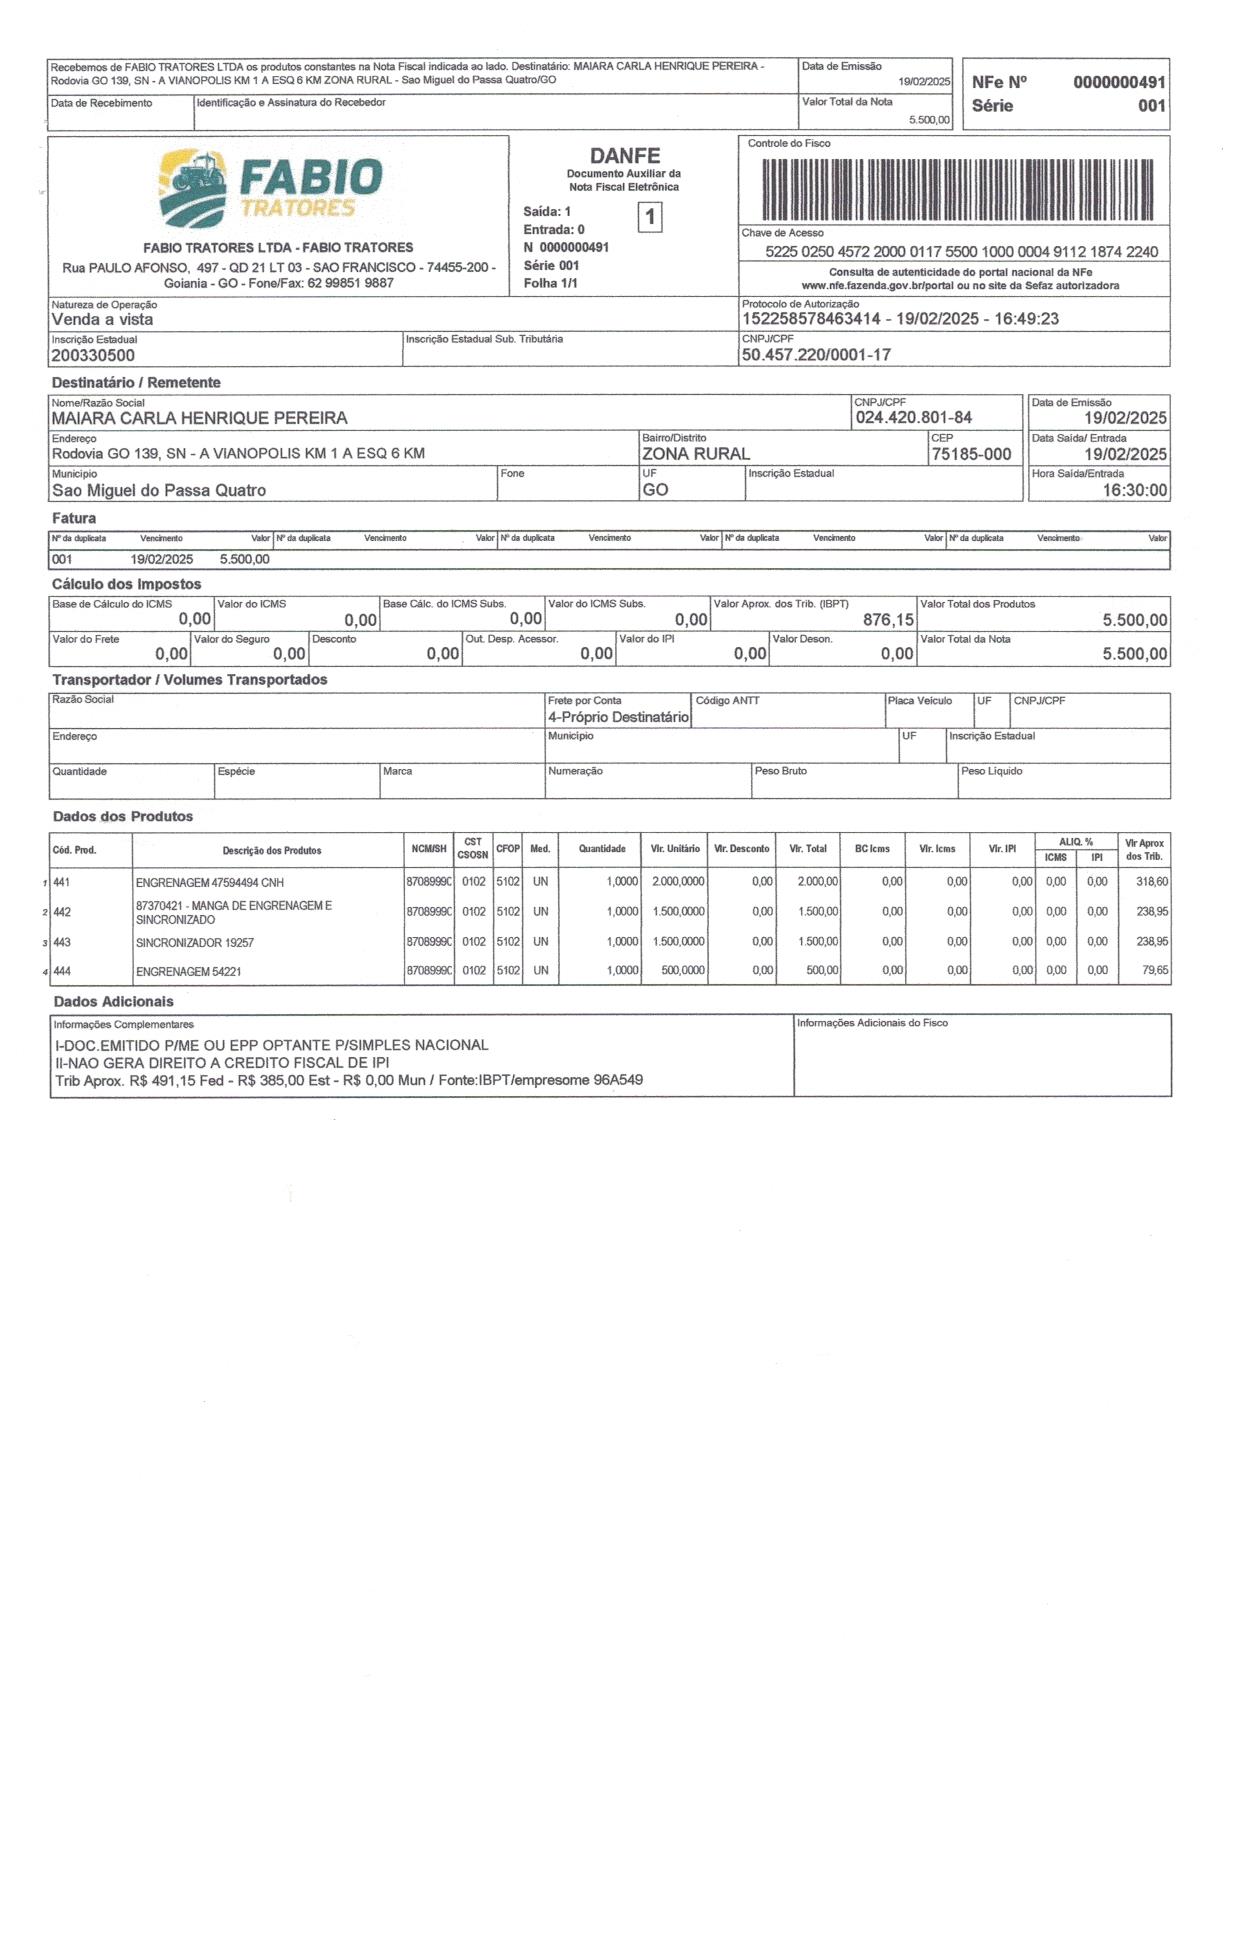 Recebemos de FABIO TRATORES LTDA os produtos constantes na Nota Fiscal indicada ao lado. Destinatário: MAIARA CARLA HENRIQUE PEREIRA -
Rodovia GO 139, SN - A VIANOPOLIS KM 1 A ESQ 6 KM ZONA RURAL - Sao Miguel do Passa Quatro/GO
Data de Emissão
19/02/2025
NFe Nº 0000000491
Série 001
Data de Recebimento Identificação e Assinatura do Recebedor
Valor Total da Nota
5.500,00
FABIO
TRATORES
FABIO TRATORES LTDA - FABIO TRATORES
Rua PAULO AFONSO, 497 - QD 21 LT 03 - SAO FRANCISCO - 74455-200 -
Goiania - GO - Fone/Fax: 62 99851 9887
DANFE
Documento Auxiliar da
Nota Fiscal Eletrônica
Saída: 1
Entrada: 0
1
N 0000000491
Série 001
Folha 1/1
Controle do Fisco
Chave de Acesso
5225 0250 4572 2000 0117 5500 1000 0004 9112 1874 2240
Consulta de autenticidade do portal nacional da NFe
www.nfe.fazenda.gov.br/portal ou no site da Sefaz autorizadora
Natureza de Operação
Venda a vista
Protocolo de Autorização
152258578463414 - 19/02/2025 - 16:49:23
Inscrição Estadual
200330500
Inscrição Estadual Sub. Tributária
CNPJ/CPF
50.457.220/0001-17
Destinatário / Remetente
Nome/Razão Social
MAIARA CARLA HENRIQUE PEREIRA
CNPJ/CPF
024.420.801-84
Data de Emissão
19/02/2025
Endereço
Rodovia GO 139, SN - A VIANOPOLIS KM 1 A ESQ 6 KM
Bairro/Distrito
ZONA RURAL
CEP
75185-000
Data Saída/ Entrada
19/02/2025
Município
Sao Miguel do Passa Quatro
Fone
UF
GO
Inscrição Estadual
Hora Saída/Entrada
16:30:00
Fatura
Nº da duplicata Vencimento Valor Nº da duplicata Vencimento Valor Nº da duplicata Vencimento Valor Nº da duplicata Vencimento Valor Nº da duplicata Vencimento Valor
001 19/02/2025 5.500,00
Cálculo dos Impostos
Base de Cálculo do ICMS Valor do ICMS Base Cálc. do ICMS Subs. Valor do ICMS Subs. Valor Aprox. dos Trib. (IBPT) Valor Total dos Produtos
0,00 0,00 0,00 0,00 876,15 5.500,00
Valor do Frete Valor do Seguro Desconto Out. Desp. Acessor. Valor do IPI Valor Deson. Valor Total da Nota
0,00 0,00 0,00 0,00 0,00 0,00 5.500,00
Transportador / Volumes Transportados
Razão Social
Frete por Conta
4-Próprio Destinatário
Código ANTT Placa Veículo UF CNPJ/CPF
Endereço Município UF Inscrição Estadual
Quantidade Espécie Marca Numeração Peso Bruto Peso Líquido
Dados dos Produtos
Cód. Prod. Descrição dos Produtos NCM/SH CST CSOSN CFOP Med. Quantidade Vlr. Unitário Vlr. Desconto Vlr. Total BC Icms Vlr. Icms Vlr. IPI ALIQ. % ICMS IPI Vlr Aprox dos Trib.
1 441 ENGRENAGEM 47594494 CNH 8708999C 0102 5102 UN 1,0000 2.000,0000 0,00 2.000,00 0,00 0,00 0,00 0,00 0,00 318,60
2 442 87370421 - MANGA DE ENGRENAGEM E SINCRONIZADO 8708999C 0102 5102 UN 1,0000 1.500,0000 0,00 1.500,00 0,00 0,00 0,00 0,00 0,00 238,95
3 443 SINCRONIZADOR 19257 8708999C 0102 5102 UN 1,0000 1.500,0000 0,00 1.500,00 0,00 0,00 0,00 0,00 0,00 238,95
4 444 ENGRENAGEM 54221 8708999C 0102 5102 UN 1,0000 500,0000 0,00 500,00 0,00 0,00 0,00 0,00 0,00 79,65
Dados Adicionais
Informações Complementares
I-DOC.EMITIDO P/ME OU EPP OPTANTE P/SIMPLES NACIONAL
II-NAO GERA DIREITO A CREDITO FISCAL DE IPI
Trib Aprox. R$ 491,15 Fed - R$ 385,00 Est - R$ 0,00 Mun / Fonte:IBPT/empresome 96A549
Informações Adicionais do Fisco